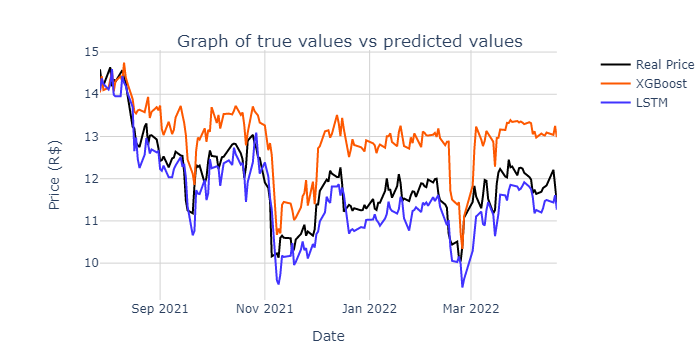 Graph of true values vs predicted values
Real Price
XGBoost
LSTM
Price (R$)
15
14
13
12
11
10
Sep 2021
Nov 2021
Jan 2022
Mar 2022
Date